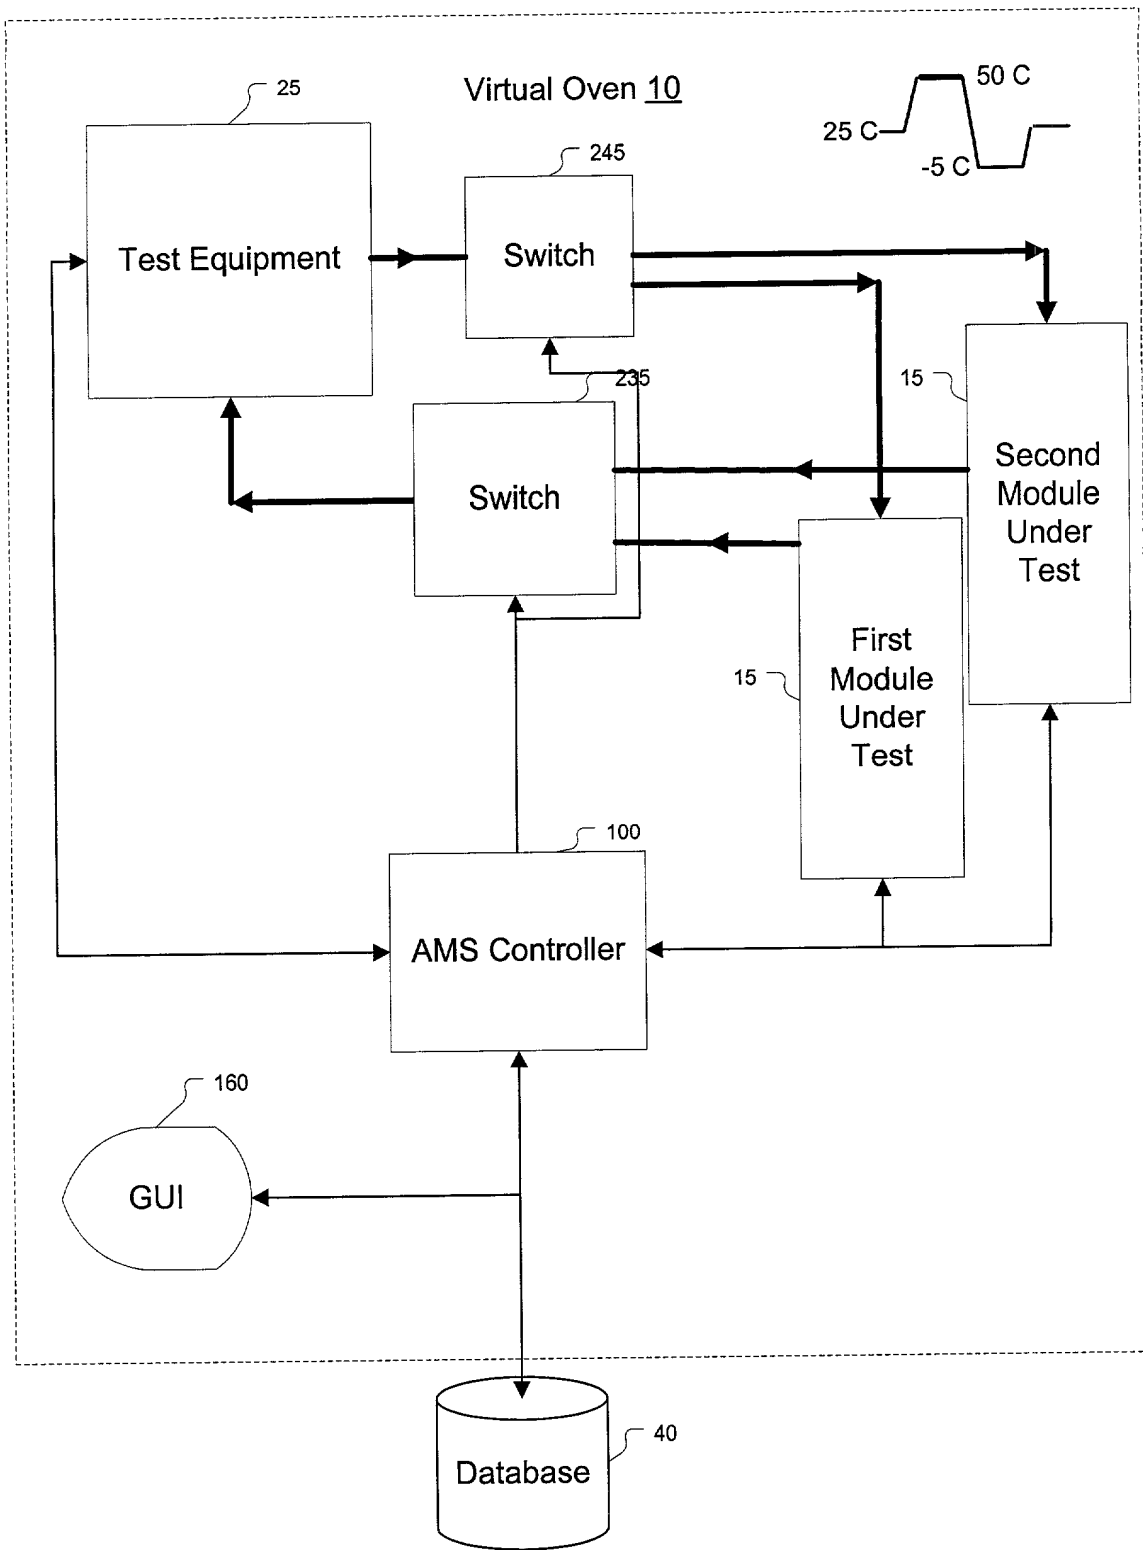 25
Virtual Oven 10
50 C
25 C
-5 C
245
Test Equipment
Switch
235
15
Switch
Second
Module
Under
Test
15
First
Module
Under
Test
100
AMS Controller
160
GUI
40
Database